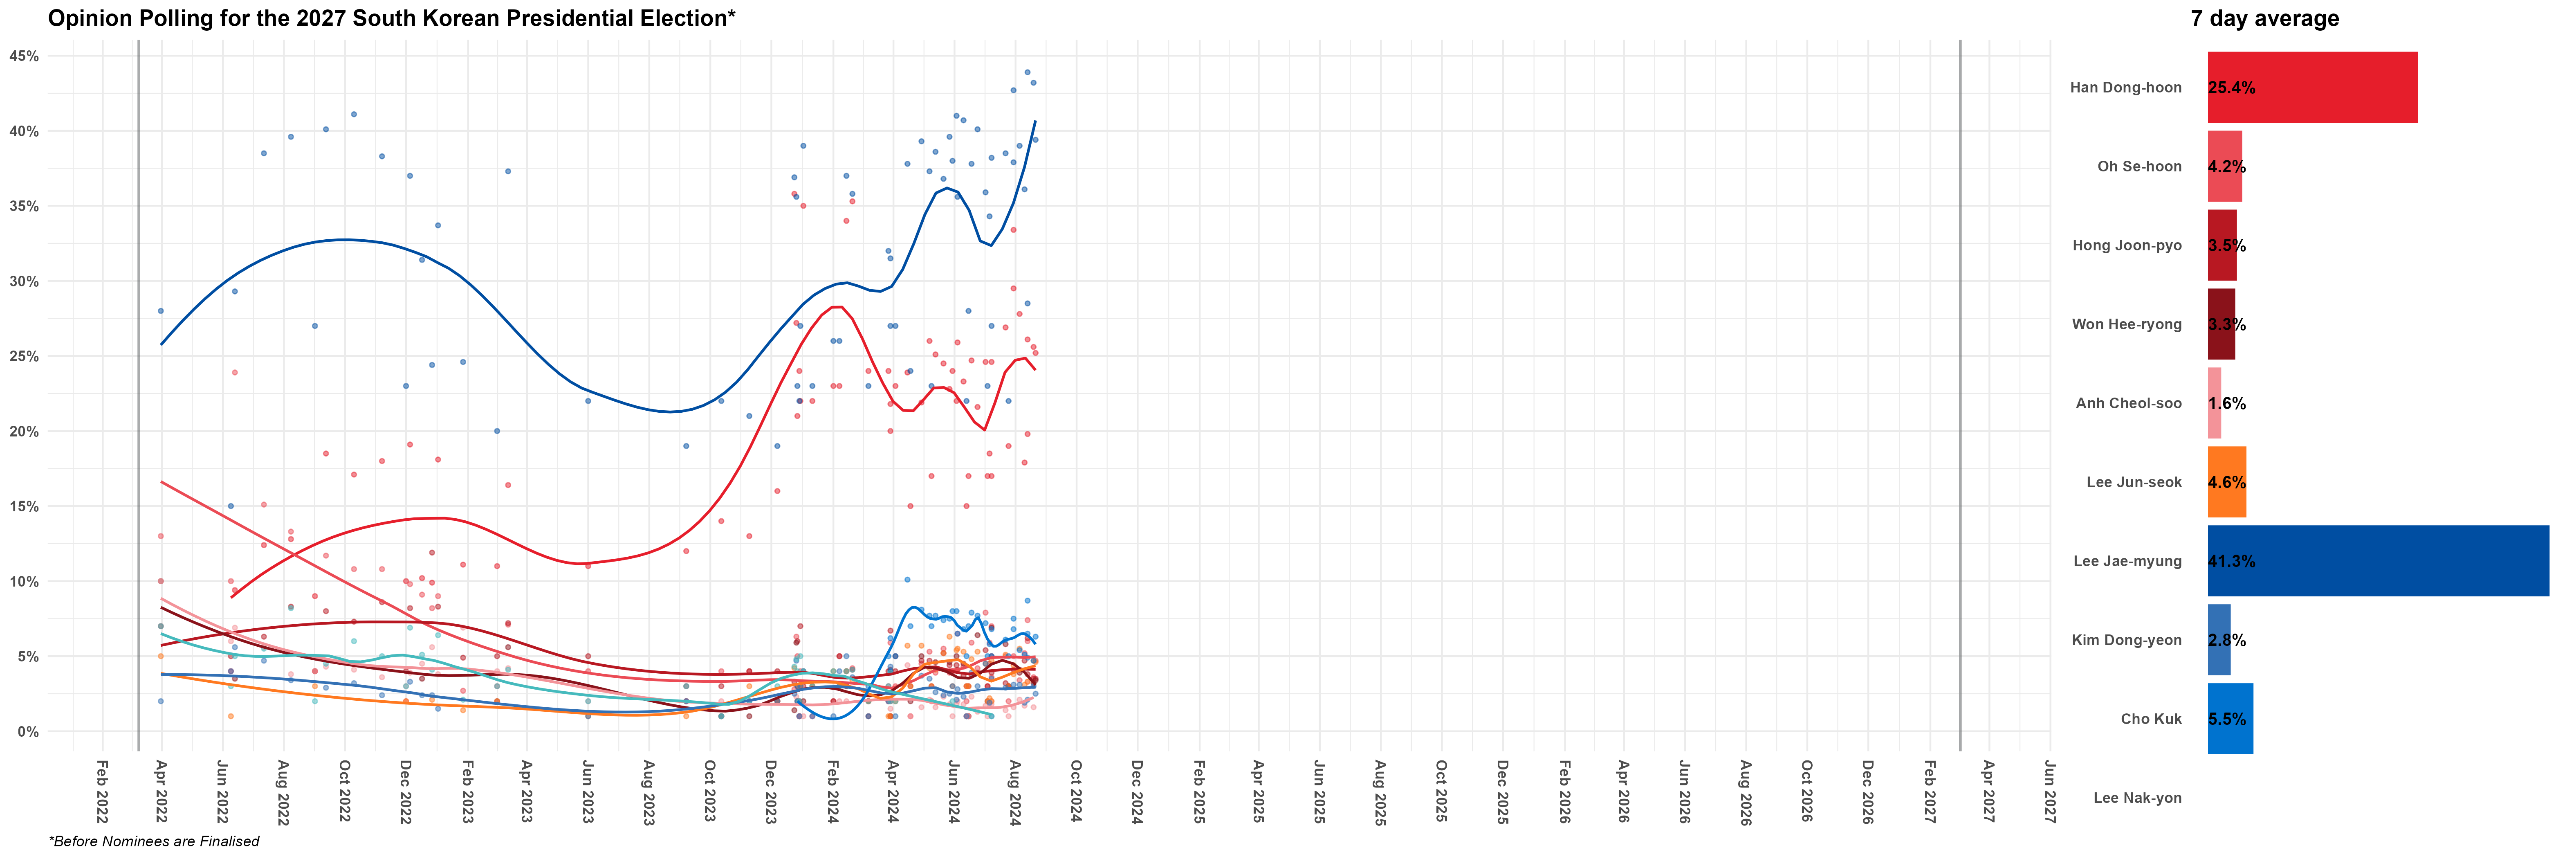 Opinion Polling for the 2027 South Korean Presidential Election*
7 day average
45%
40%
35%
30%
25%
20%
15%
10%
5%
0%
Feb 2022
Apr 2022
Jun 2022
Aug 2022
Oct 2022
Dec 2022
Feb 2023
Apr 2023
Jun 2023
Aug 2023
Oct 2023
Dec 2023
Feb 2024
Apr 2024
Jun 2024
Aug 2024
Oct 2024
Dec 2024
Feb 2025
Apr 2025
Jun 2025
Aug 2025
Oct 2025
Dec 2025
Feb 2026
Apr 2026
Jun 2026
Aug 2026
Oct 2026
Dec 2026
Feb 2027
Apr 2027
Jun 2027
*Before Nominees are Finalised
Han Dong-hoon 25.4%
Oh Se-hoon 4.2%
Hong Joon-pyo 3.5%
Won Hee-ryong 3.3%
Anh Cheol-soo 1.6%
Lee Jun-seok 4.6%
Lee Jae-myung 41.3%
Kim Dong-yeon 2.8%
Cho Kuk 5.5%
Lee Nak-yon